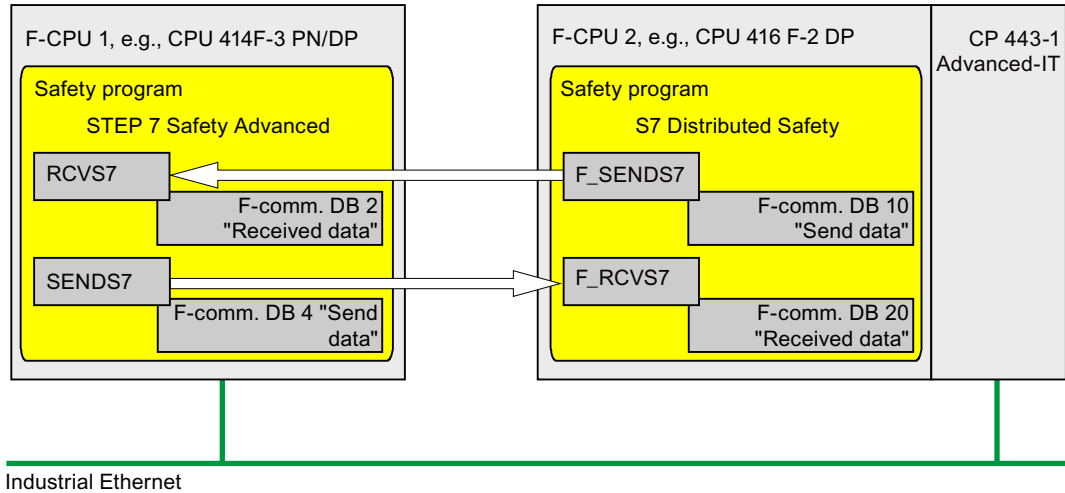 F-CPU 1, e.g., CPU 414F-3 PN/DP
Safety program
STEP 7 Safety Advanced
RCVS7
F-comm. DB 2
"Received data"
SENDS7
F-comm. DB 4 "Send
data"
F-CPU 2, e.g., CPU 416 F-2 DP
Safety program
S7 Distributed Safety
F_SENDS7
F-comm. DB 10
"Send data"
F_RCVS7
F-comm. DB 20
"Received data"
CP 443-1
Advanced-IT
Industrial Ethernet